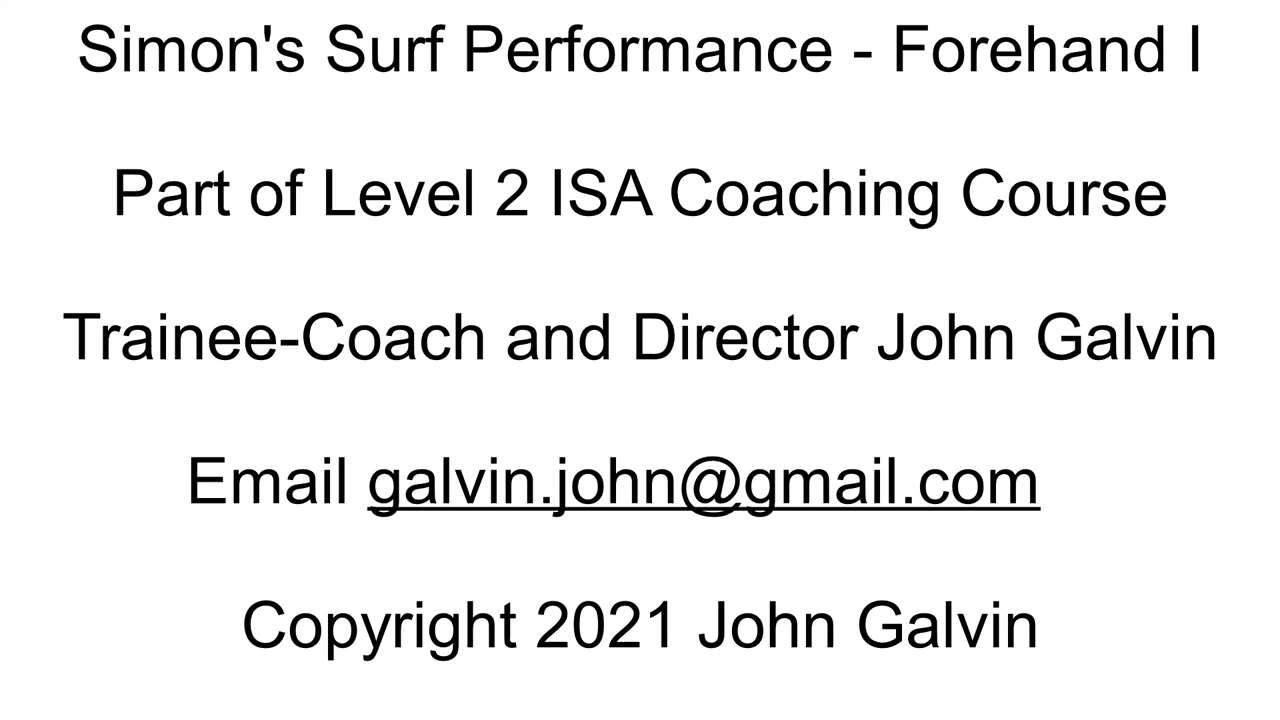 Simon's Surf Performance - Forehand I
Part of Level 2 ISA Coaching Course
Trainee-Coach and Director John Galvin
Email galvin.john@gmail.com
Copyright 2021 John Galvin